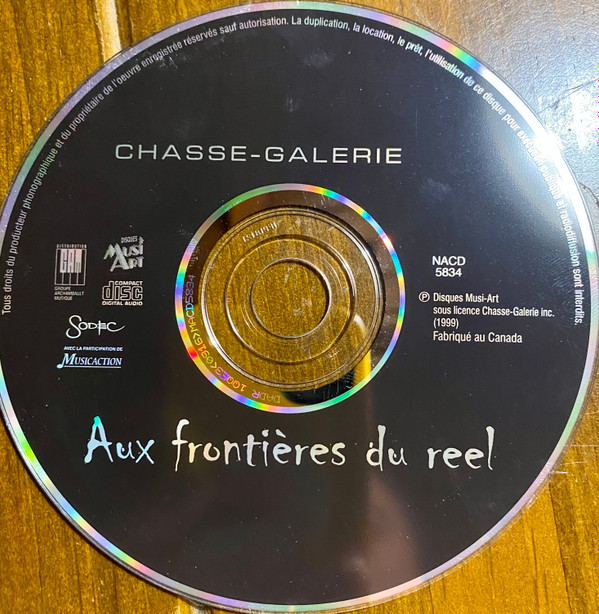 Tous droits du producteur phonographique et du propriétaire de l'oeuvre enregistrée réservés sauf autorisation. La duplication, la location, le prêt, l'utilisation de ce disque pour exécution publique et radiodiffusion sont interdits.
CHASSE-GALERIE
DISTRIBUTION
GAM
GROUPE
ARCHAMBAULT
MUSIQUE
DISQUES
MUSI
ART
COMPACT
disc
DIGITAL AUDIO
SODEC
AVEC LA PARTICIPATION DE
MUSICACTION
NACD
5834
Ⓟ Disques Musi-Art
sous licence Chasse-Galerie inc.
(1999)
Fabriqué au Canada
Aux frontières du reel